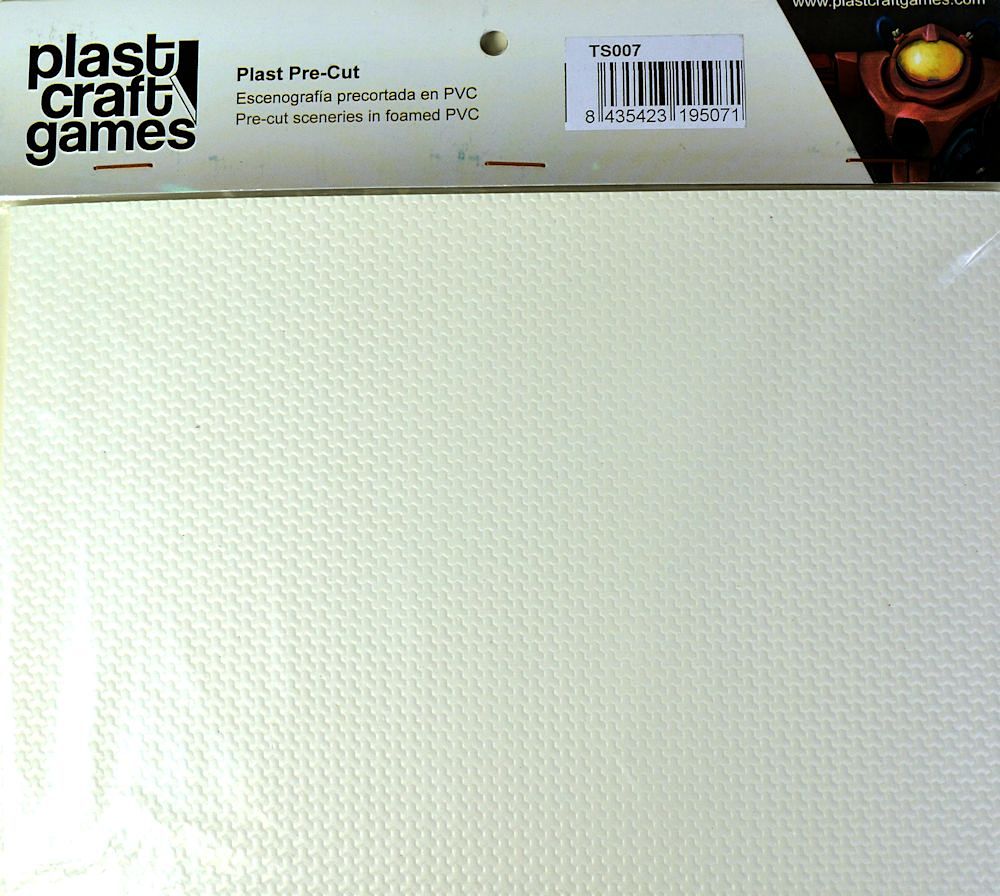 www.plastcraftgames.com
plast
craft
games
Plast Pre-Cut
Escenografía precortada en PVC
Pre-cut sceneries in foamed PVC
TS007
8 435423 195071